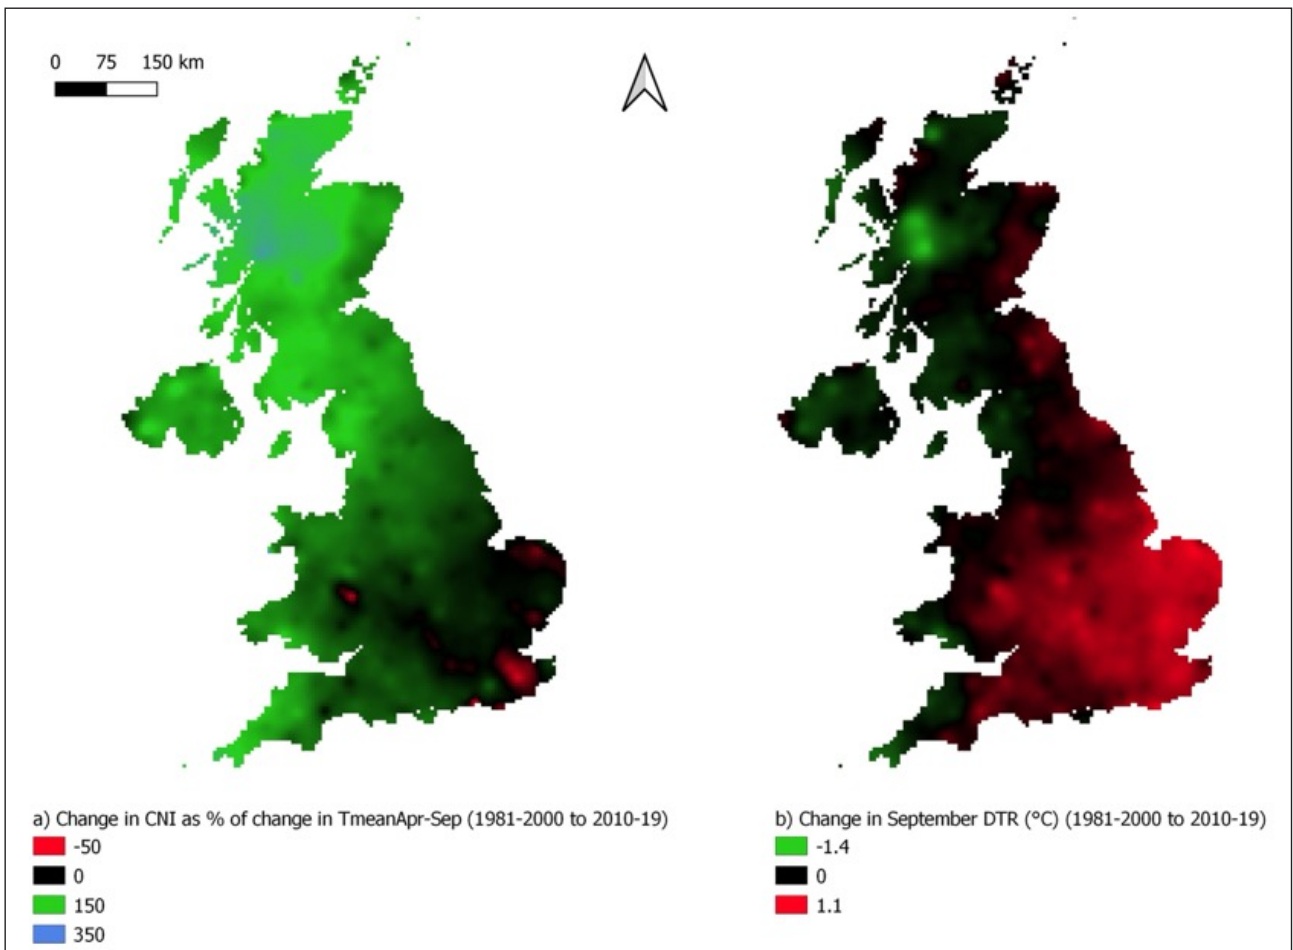 0 75 150 km
a) Change in CNI as % of change in TmeanApr-Sep (1981-2000 to 2010-19)
-50
0
150
350
b) Change in September DTR (°C) (1981-2000 to 2010-19)
-1.4
0
1.1